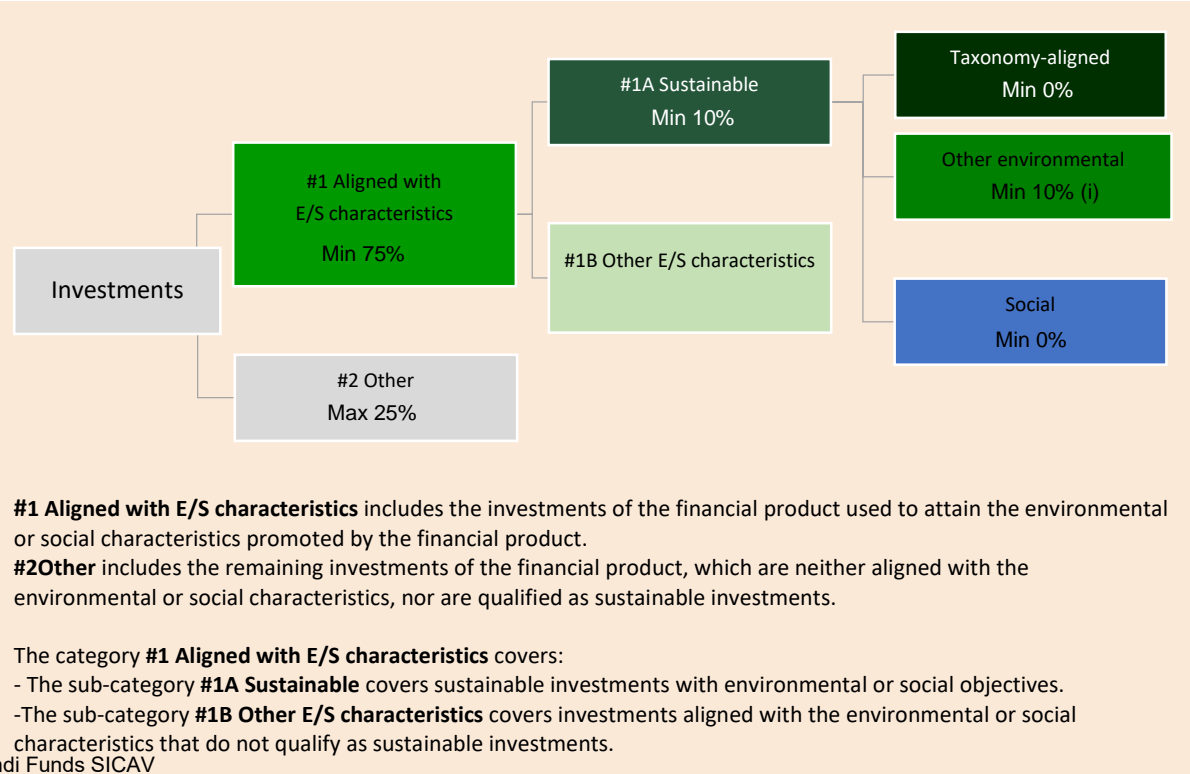 Taxonomy-aligned
Min 0%
#1A Sustainable
Min 10%
Other environmental
Min 10% (i)
#1 Aligned with
E/S characteristics
Min 75%
#1B Other E/S characteristics
Investments
Social
Min 0%
#2 Other
Max 25%
#1 Aligned with E/S characteristics includes the investments of the financial product used to attain the environmental
or social characteristics promoted by the financial product.
#2Other includes the remaining investments of the financial product, which are neither aligned with the
environmental or social characteristics, nor are qualified as sustainable investments.
The category #1 Aligned with E/S characteristics covers:
- The sub-category #1A Sustainable covers sustainable investments with environmental or social objectives.
-The sub-category #1B Other E/S characteristics covers investments aligned with the environmental or social
characteristics that do not qualify as sustainable investments.
ndi Funds SICAV